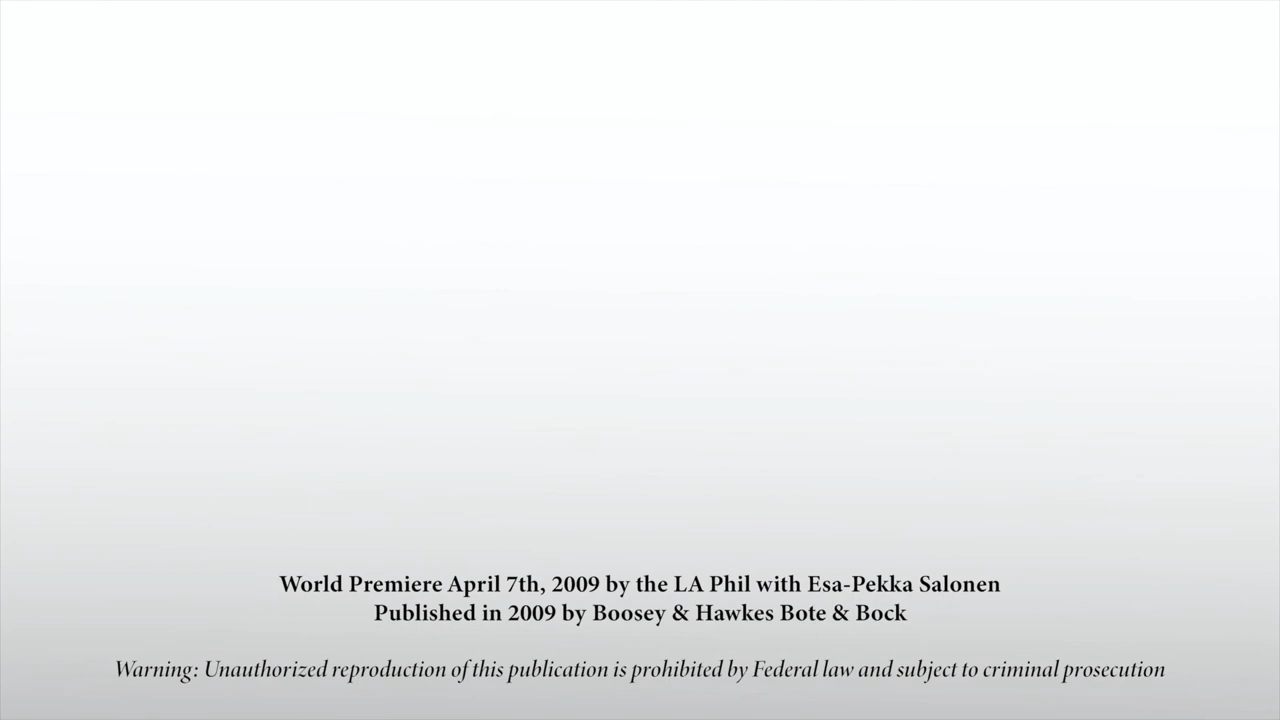 World Premiere April 7th, 2009 by the LA Phil with Esa-Pekka Salonen
Published in 2009 by Boosey & Hawkes Bote & Bock
Warning: Unauthorized reproduction of this publication is prohibited by Federal law and subject to criminal prosecution